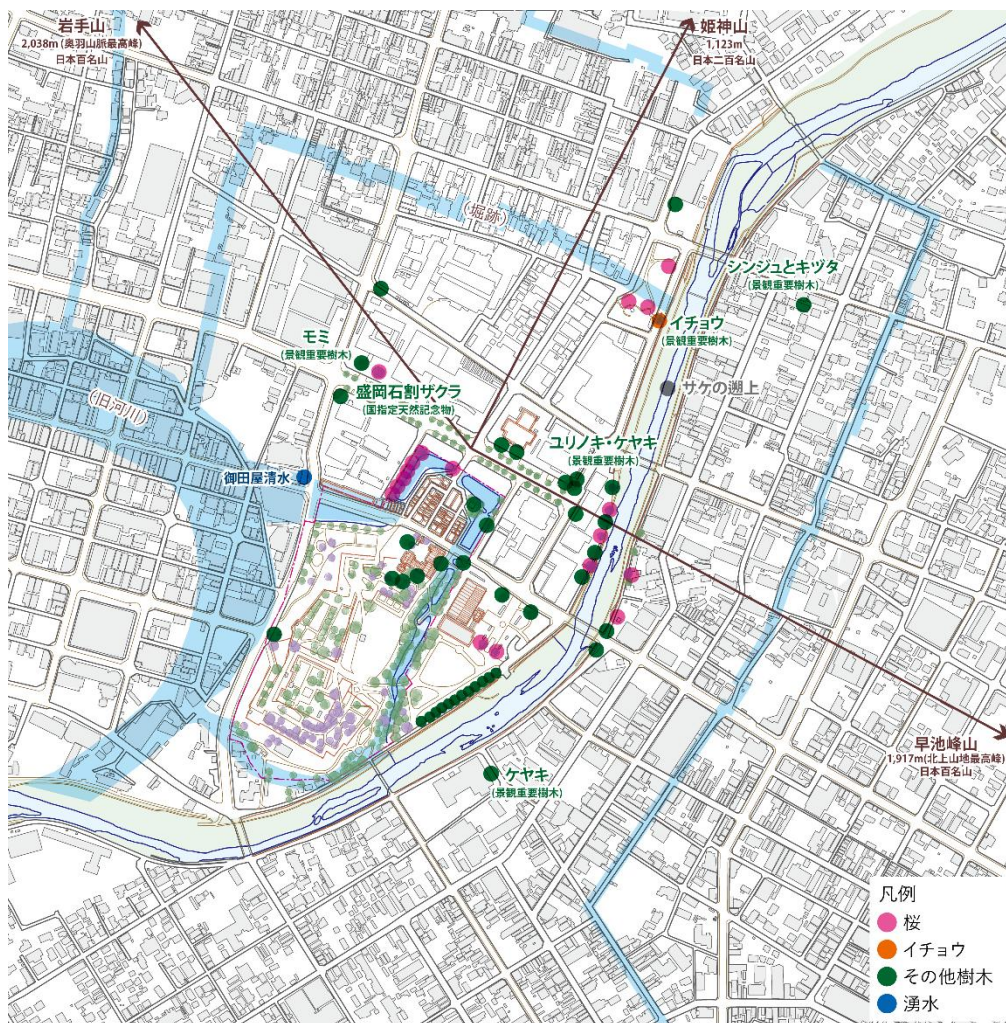 岩手山
2,038m(奥羽山脈最高峰)
日本百名山
姫神山
1,123m
日本二百名山
(堀跡)
シンジュとキヅタ
(景観重要樹木)
イチョウ
(景観重要樹木)
モミ
(景観重要樹木)
盛岡石割ザクラ
(国指定天然記念物)
サケの遡上
(旧河川)
ユリノキ・ケヤキ
(景観重要樹木)
御田屋清水
早池峰山
1,917m(北上山地最高峰)
日本百名山
ケヤキ
(景観重要樹木)
凡例
桜
イチョウ
その他樹木
湧水